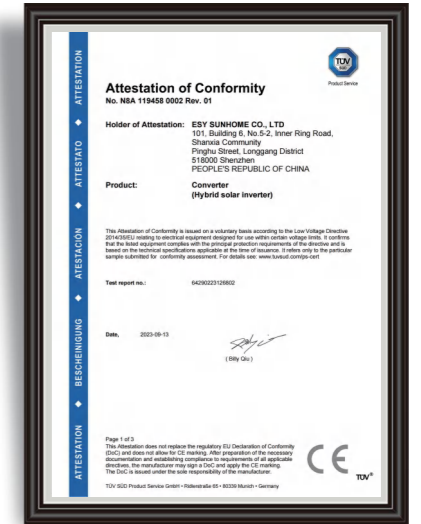 TÜV
SÜD
Product Service
Attestation of Conformity
No. N8A 119458 0002 Rev. 01
Holder of Attestation: ESY SUNHOME CO., LTD
101, Building 6, No.5-2, Inner Ring Road,
Shanxia Community
Pinghu Street, Longgang District
518000 Shenzhen
PEOPLE'S REPUBLIC OF CHINA
Product: Converter
(Hybrid solar inverter)
This Attestation of Conformity is issued on a voluntary basis according to the Low Voltage Directive
2014/35/EU relating to electrical equipment designed for use within certain voltage limits. It confirms
that the listed equipment complies with the principal protection requirements of the directive and is
based on the technical specifications applicable at the time of issuance. It refers only to the particular
sample submitted for conformity assessment. For details see: www.tuvsud.com/ps-cert
Test report no.: 64290223126802
Date, 2023-09-13
( Billy Qiu )
Page 1 of 3
This Attestation does not replace the regulatory EU Declaration of Conformity
(DoC) and does not allow for CE marking. After preparation of the necessary
documentation and establishing compliance to requirements of all applicable
directives, the manufacturer may sign a DoC and apply the CE marking.
The DoC is issued under the sole responsibility of the manufacturer.
CE
TÜV®
TÜV SÜD Product Service GmbH • Ridlerstraße 65 • 80339 Munich • Germany
ATTESTATION ◆ BESCHEINIGUNG ◆ ATESTACIÓN ◆ ATTESTATO ◆ ATTESTATION